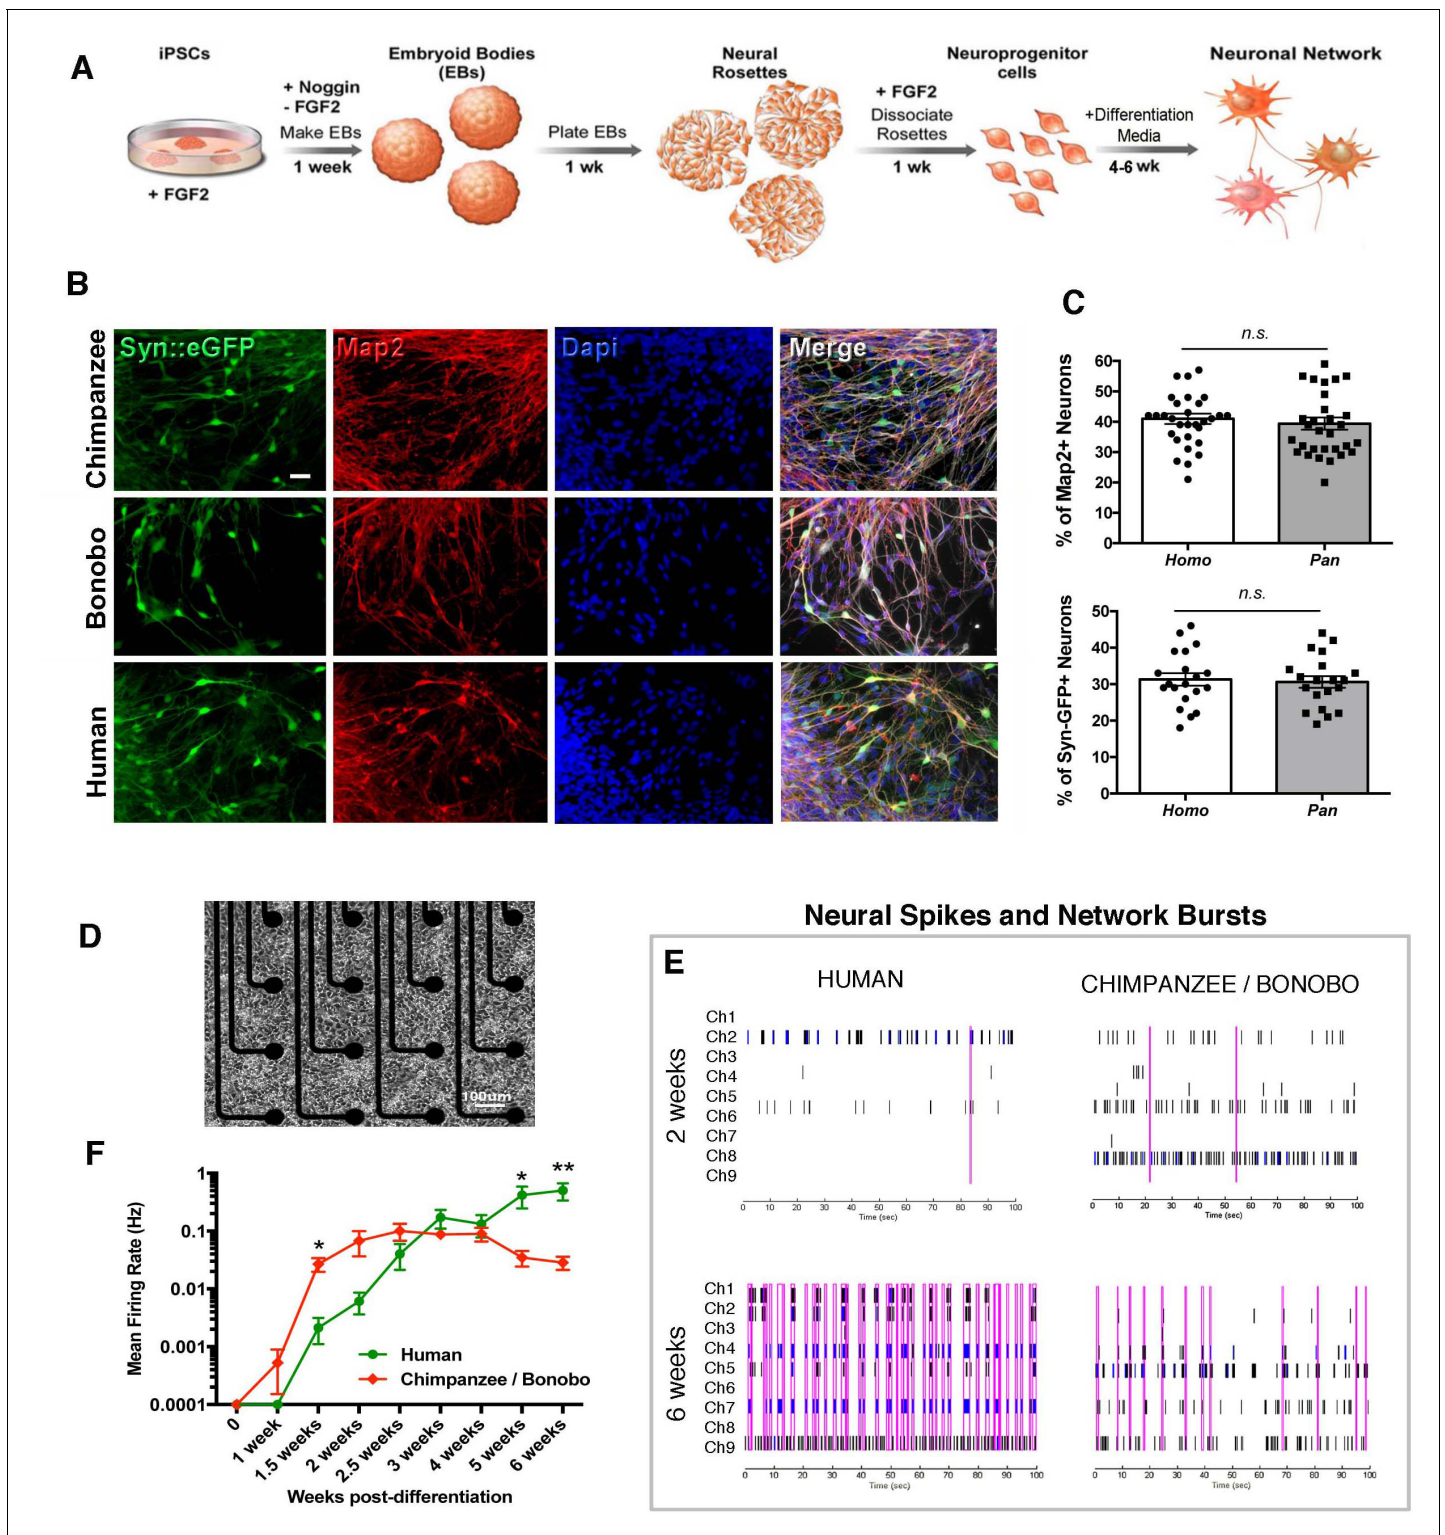 A
iPSCs
+ FGF2
+ Noggin
- FGF2
Make EBs
1 week
Embryoid Bodies
(EBs)
Plate EBs
1 wk
Neural
Rosettes
+ FGF2
Dissociate
Rosettes
1 wk
Neuroprogenitor
cells
+Differentiation
Media
4-6 wk
Neuronal Network
B
Syn::eGFP
Map2
Dapi
Merge
Chimpanzee
Bonobo
Human
C
n.s.
% of Map2+ Neurons
60
50
40
30
20
10
0
Homo
Pan
n.s.
% of Syn-GFP+ Neurons
50
40
30
20
10
0
Homo
Pan
D
100um
Neural Spikes and Network Bursts
E
HUMAN
CHIMPANZEE / BONOBO
2 weeks
Ch1
Ch2
Ch3
Ch4
Ch5
Ch6
Ch7
Ch8
Ch9
0 10 20 30 40 50 60 70 80 90 100
Time (sec)
0 10 20 30 40 50 60 70 80 90 100
Time (sec)
6 weeks
Ch1
Ch2
Ch3
Ch4
Ch5
Ch6
Ch7
Ch8
Ch9
0 10 20 30 40 50 60 70 80 90 100
Time (sec)
0 10 20 30 40 50 60 70 80 90 100
Time (sec)
F
Mean Firing Rate (Hz)
1
0.1
0.01
0.001
0.0001
*
*
**
Human
Chimpanzee / Bonobo
0
1 week
1.5 weeks
2 weeks
2.5 weeks
3 weeks
4 weeks
5 weeks
6 weeks
Weeks post-differentiation